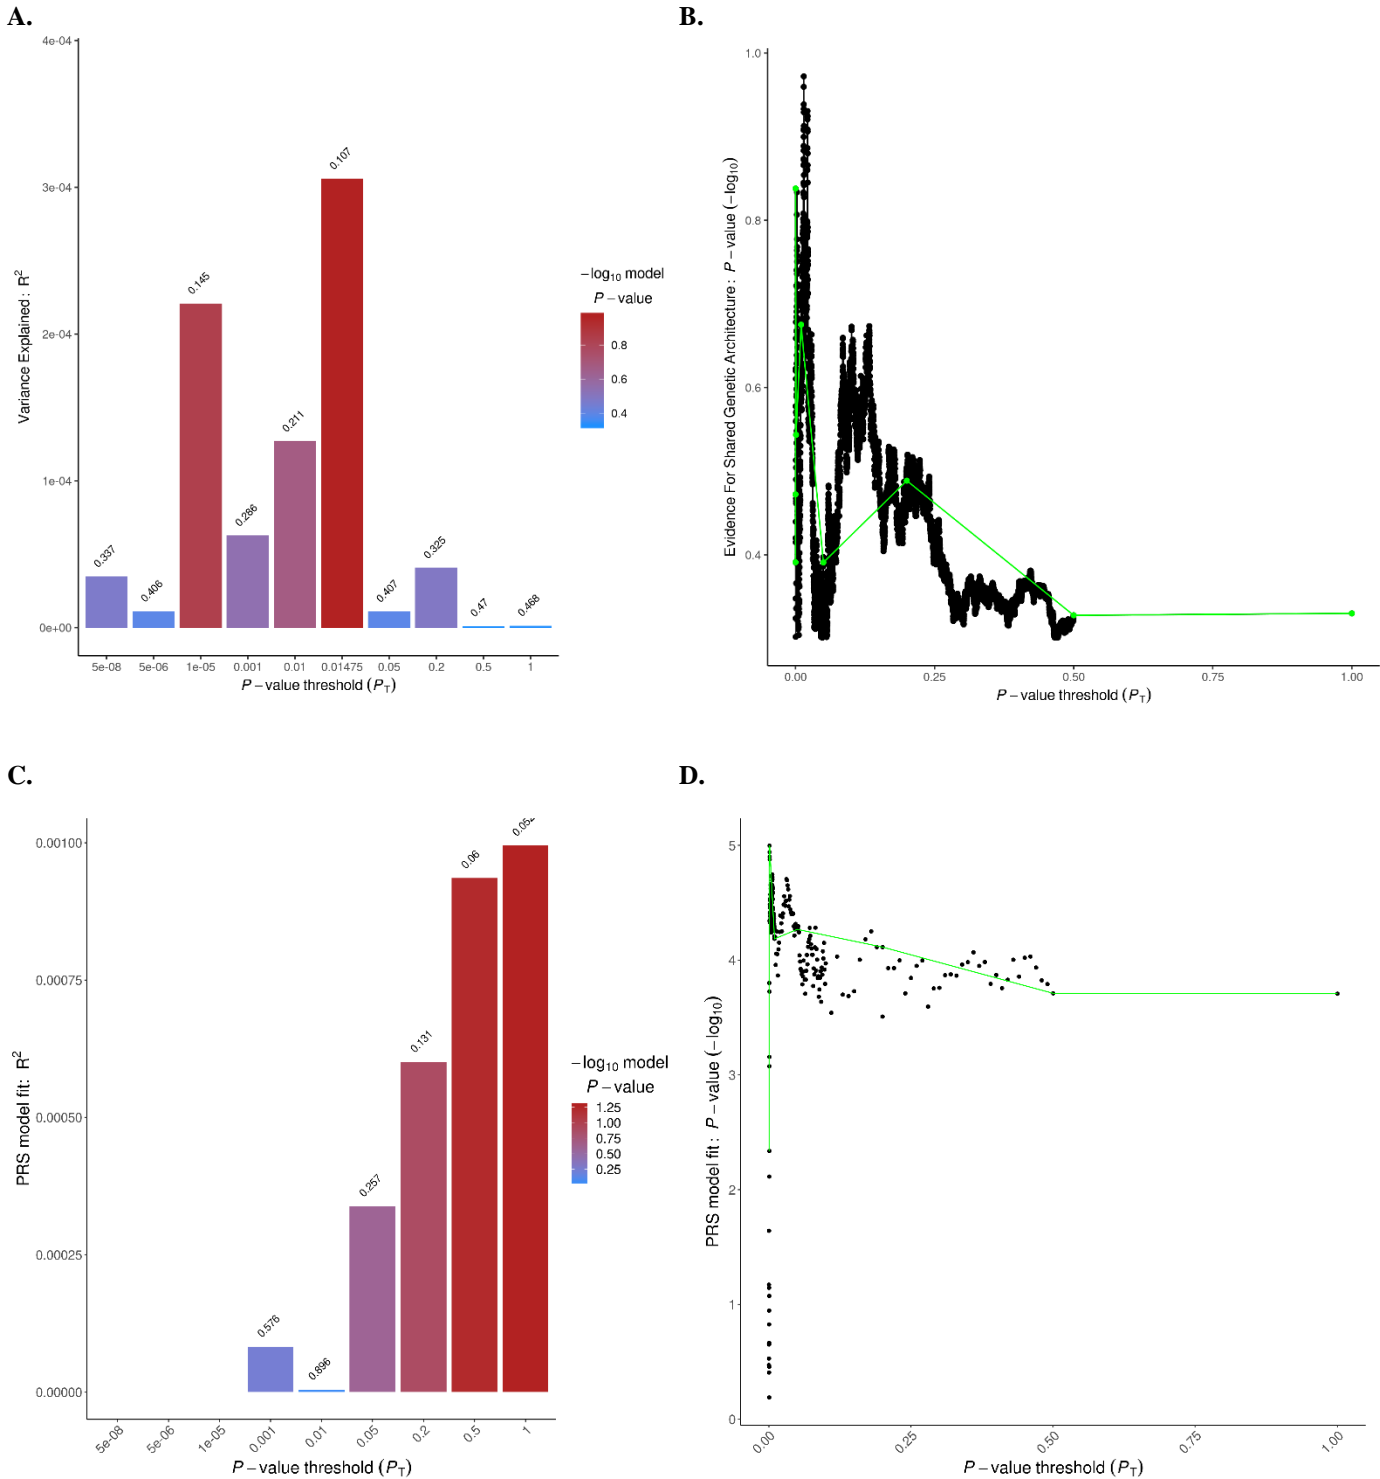 A.
4e-04
3e-04
2e-04
1e-04
0e+00
Variance Explained: R²
0.337
0.406
0.145
0.286
0.211
0.107
0.407
0.325
0.47
0.468
5e-08 5e-06 1e-05 0.001 0.01 0.01475 0.05 0.2 0.5 1
P – value threshold (P_T)
−log₁₀ model
P – value
0.8
0.6
0.4
B.
1.0
0.8
0.6
0.4
Evidence For Shared Genetic Architecture: P – value (−log₁₀)
0.00 0.25 0.50 0.75 1.00
P – value threshold (P_T)
C.
0.00100
0.00075
0.00050
0.00025
0.00000
PRS model fit: R²
0.576
0.896
0.257
0.131
0.06
5e-08 5e-06 1e-05 0.001 0.01 0.05 0.2 0.5 1
P – value threshold (P_T)
−log₁₀ model
P – value
1.25
1.00
0.75
0.50
0.25
D.
5
4
3
2
1
0
PRS model fit: P – value (−log₁₀)
0.00 0.25 0.50 0.75 1.00
P – value threshold (P_T)